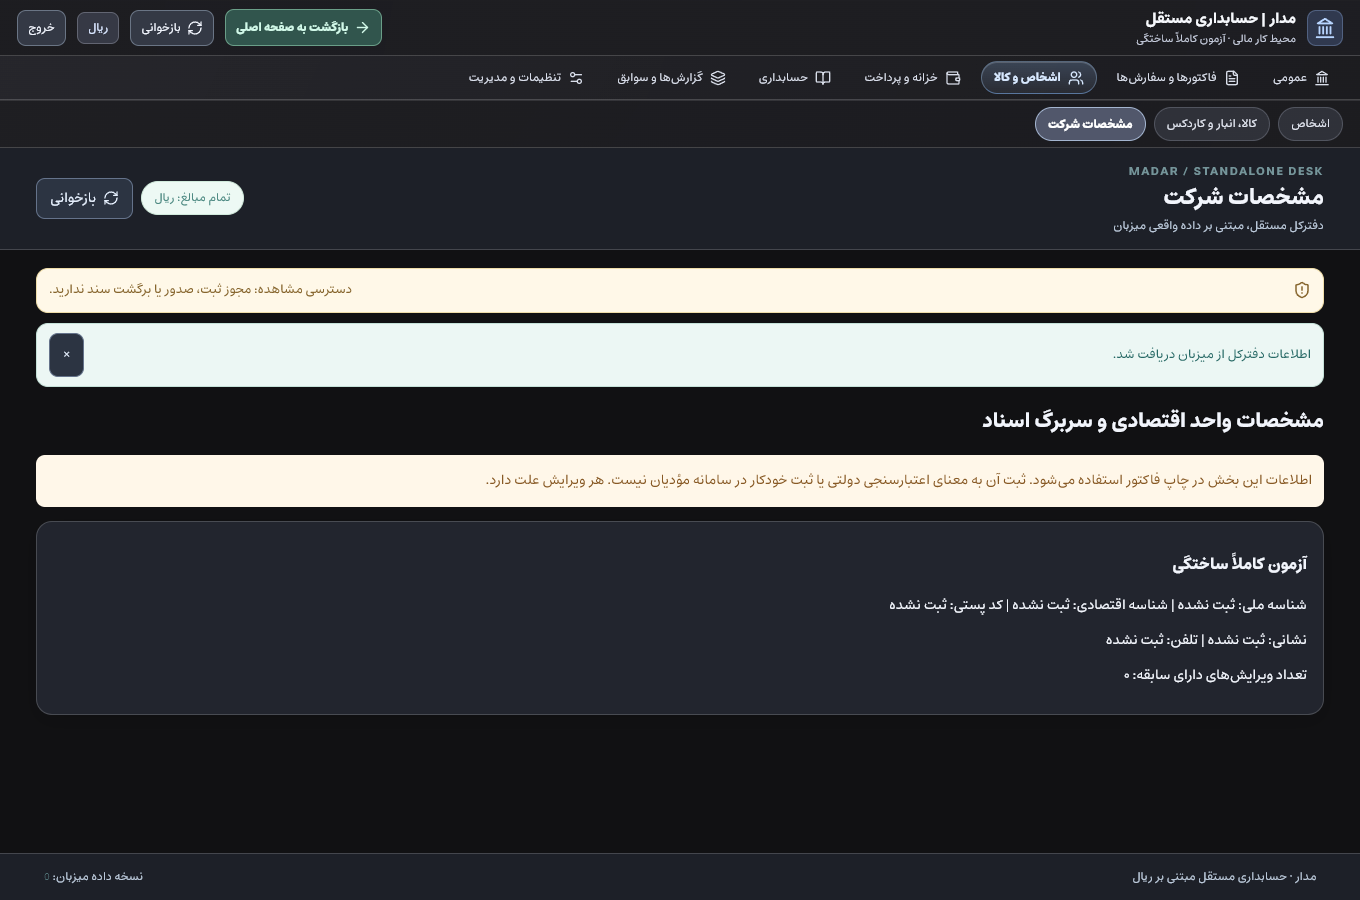 مدار | حسابداری مستقل
محیط کار مالی · آزمون کاملاً ساختگی
بازگشت به صفحه اصلی
بازخوانی
ریال
خروج
عمومی
فاکتورها و سفارش‌ها
اشخاص و کالا
خزانه و پرداخت
حسابداری
گزارش‌ها و سوابق
تنظیمات و مدیریت
اشخاص
کالا، انبار و کاردکس
مشخصات شرکت
MADAR / STANDALONE DESK
مشخصات شرکت
دفترکل مستقل، مبتنی بر داده واقعی میزبان
تمام مبالغ: ریال
بازخوانی
دسترسی مشاهده: مجوز ثبت، صدور یا برگشت سند ندارید.
اطلاعات دفترکل از میزبان دریافت شد.
×
مشخصات واحد اقتصادی و سربرگ اسناد
اطلاعات این بخش در چاپ فاکتور استفاده می‌شود. ثبت آن به معنای اعتبارسنجی دولتی یا ثبت خودکار در سامانه مؤدیان نیست. هر ویرایش علت دارد.
آزمون کاملاً ساختگی
شناسه ملی: ثبت نشده | شناسه اقتصادی: ثبت نشده | کد پستی: ثبت نشده
نشانی: ثبت نشده | تلفن: ثبت نشده
تعداد ویرایش‌های دارای سابقه: ۰
مدار · حسابداری مستقل مبتنی بر ریال
نسخه داده میزبان: